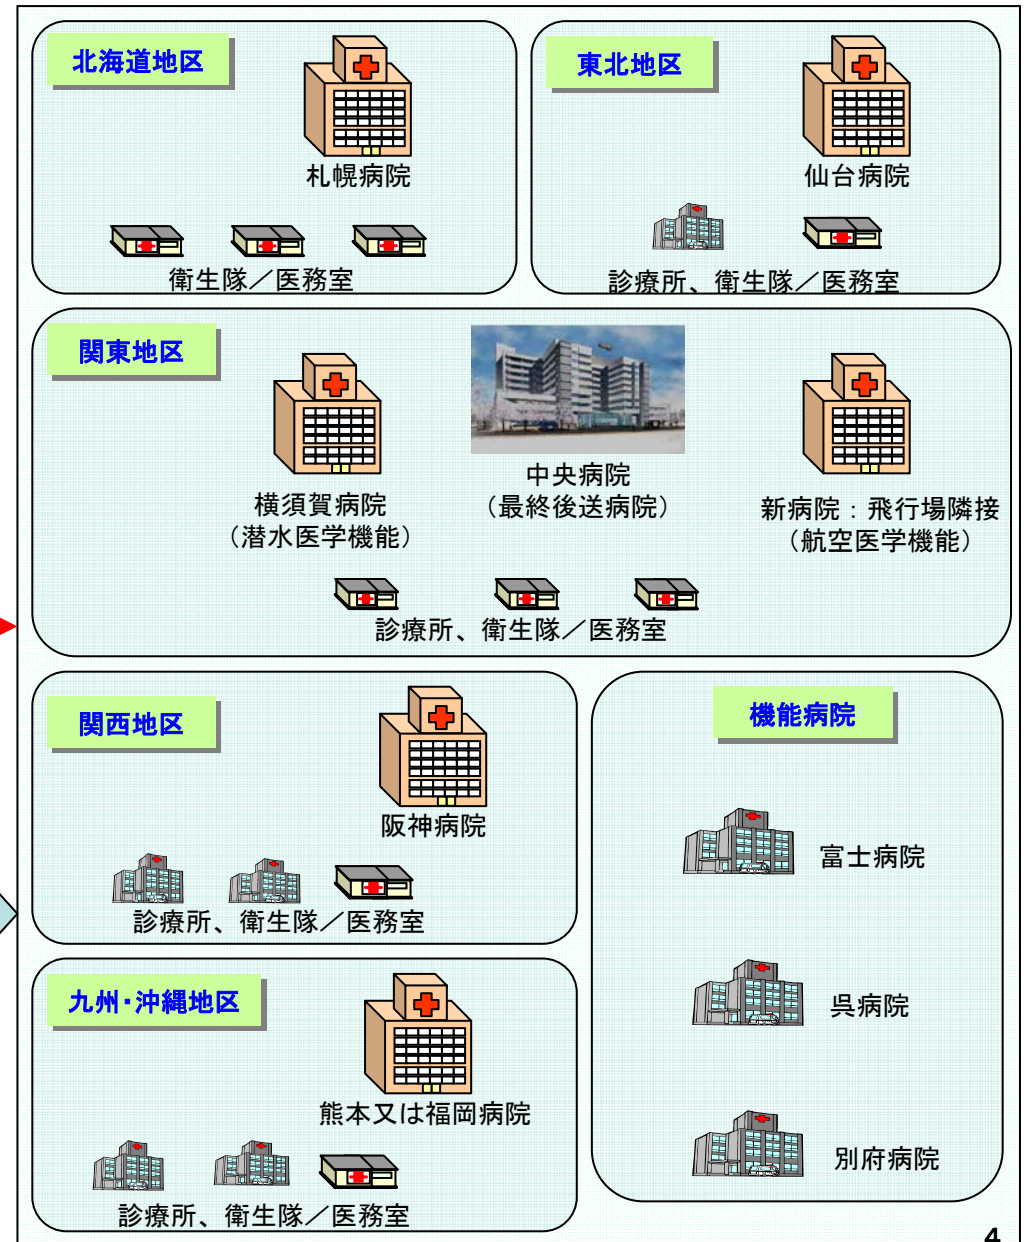 北海道地区
札幌病院
衛生隊／医務室
東北地区
仙台病院
診療所、衛生隊／医務室
関東地区
横須賀病院
（潜水医学機能）
中央病院
（最終後送病院）
新病院：飛行場隣接
（航空医学機能）
診療所、衛生隊／医務室
関西地区
阪神病院
診療所、衛生隊／医務室
機能病院
富士病院
呉病院
別府病院
九州・沖縄地区
熊本又は福岡病院
診療所、衛生隊／医務室
4